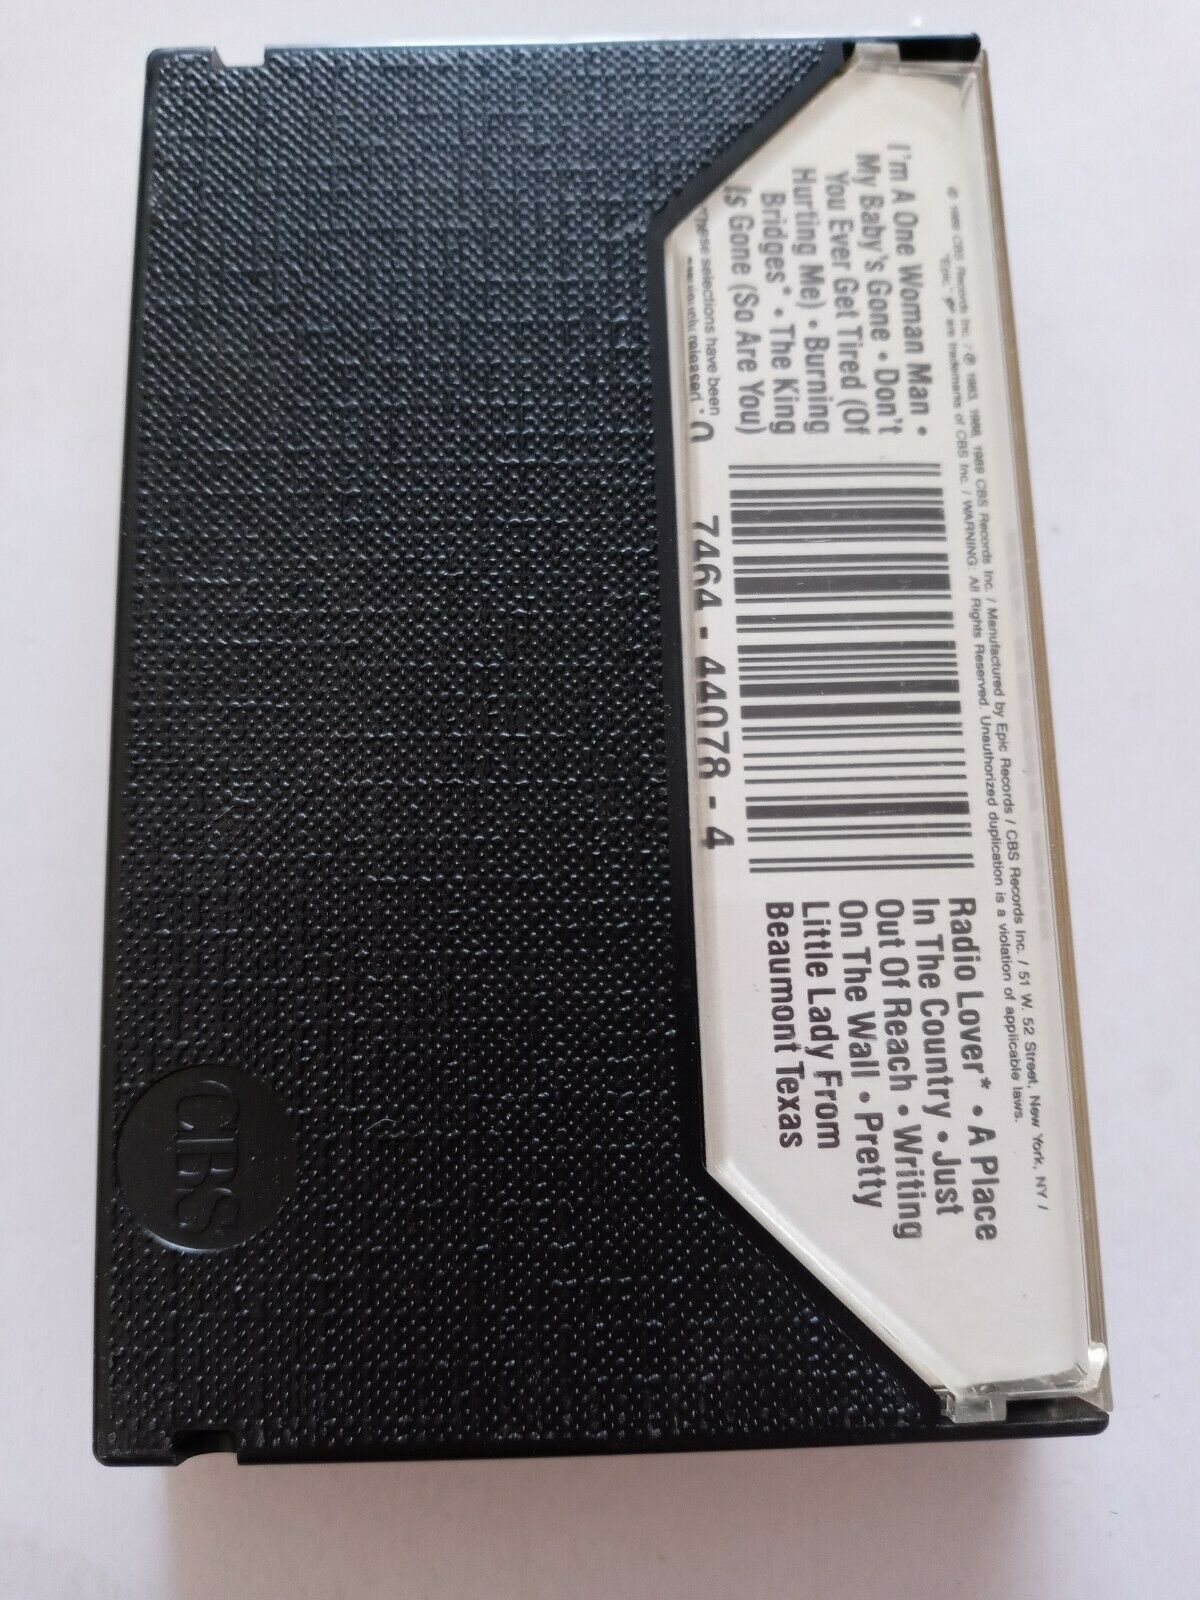 ℗ 1989 CBS Records Inc. / ℗ 1983, 1988, 1989 CBS Records Inc. / Manufactured by Epic Records / CBS Records Inc. / 51 W. 52 Street, New York, NY /
"Epic," are trademarks of CBS Inc. / WARNING: All Rights Reserved. Unauthorized duplication is a violation of applicable laws.
I'm A One Woman Man •
My Baby's Gone • Don't
You Ever Get Tired (Of
Hurting Me) • Burning
Bridges* • The King
Is Gone (So Are You)
These selections have been
released
0 7464-44078-4
Radio Lover* • A Place
In The Country • Just
Out Of Reach • Writing
On The Wall • Pretty
Little Lady From
Beaumont Texas
CBS